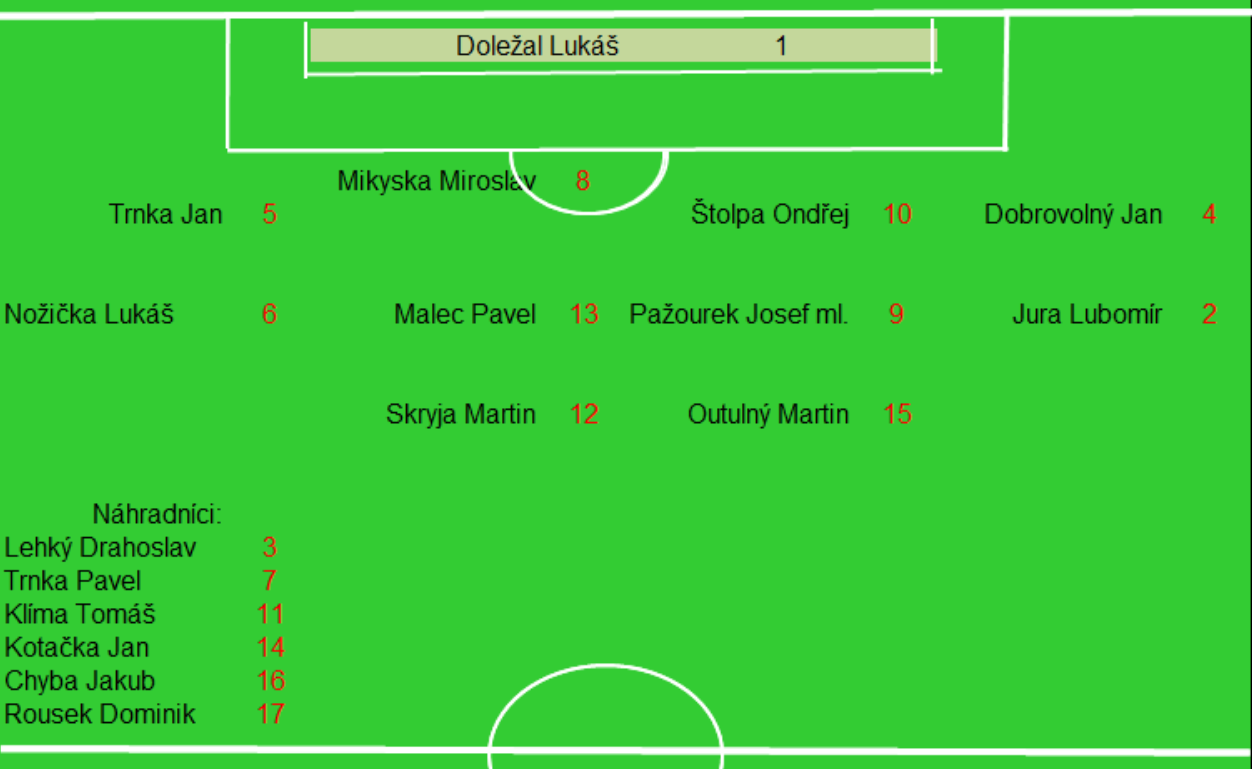 Doležal Lukáš 1
Mikyska Miroslav 8
Trnka Jan 5 Štolpa Ondřej 10 Dobrovolný Jan 4
Nožička Lukáš 6 Malec Pavel 13 Pažourek Josef ml. 9 Jura Lubomír 2
Skryja Martin 12 Outulný Martin 15
Náhradníci:
Lehký Drahoslav 3
Trnka Pavel 7
Klíma Tomáš 11
Kotačka Jan 14
Chyba Jakub 16
Rousek Dominik 17